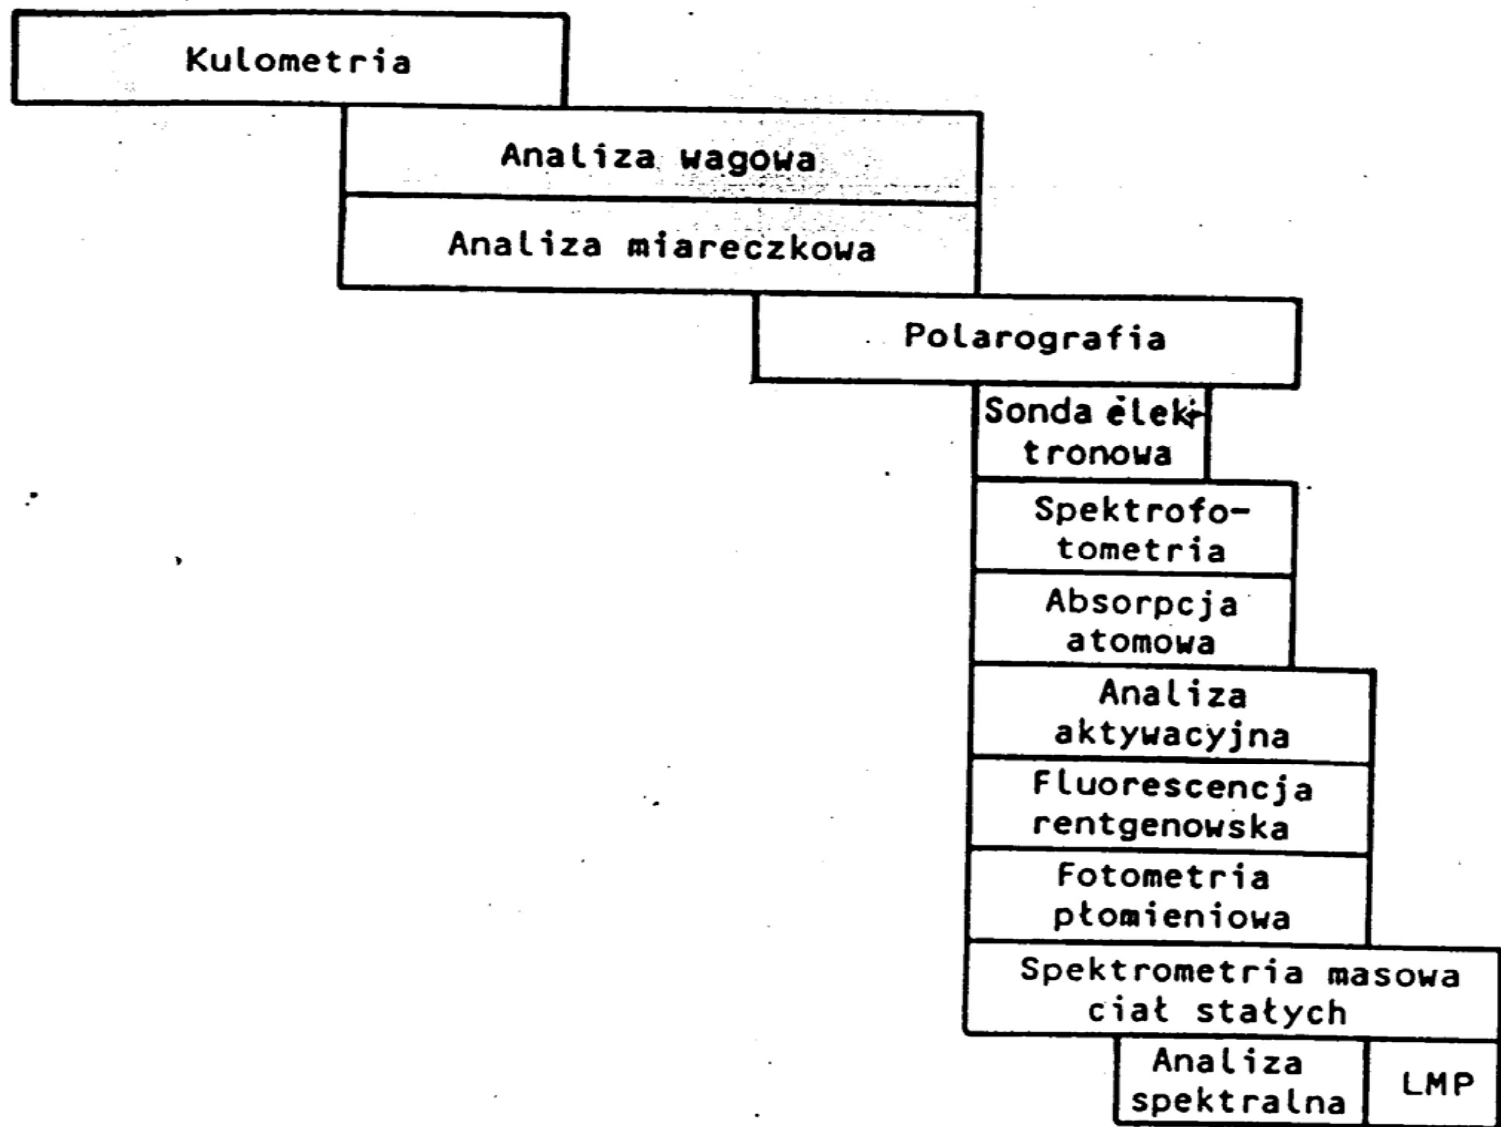 Kulometria
Analiza wagowa
Analiza miareczkowa
Polarografia
Sonda elek-
tronowa
Spektrofo-
tometria
Absorpcja
atomowa
Analiza
aktywacyjna
Fluorescencja
rentgenowska
Fotometria
płomieniowa
Spektrometria masowa
ciał stałych
Analiza
spektralna
LMP